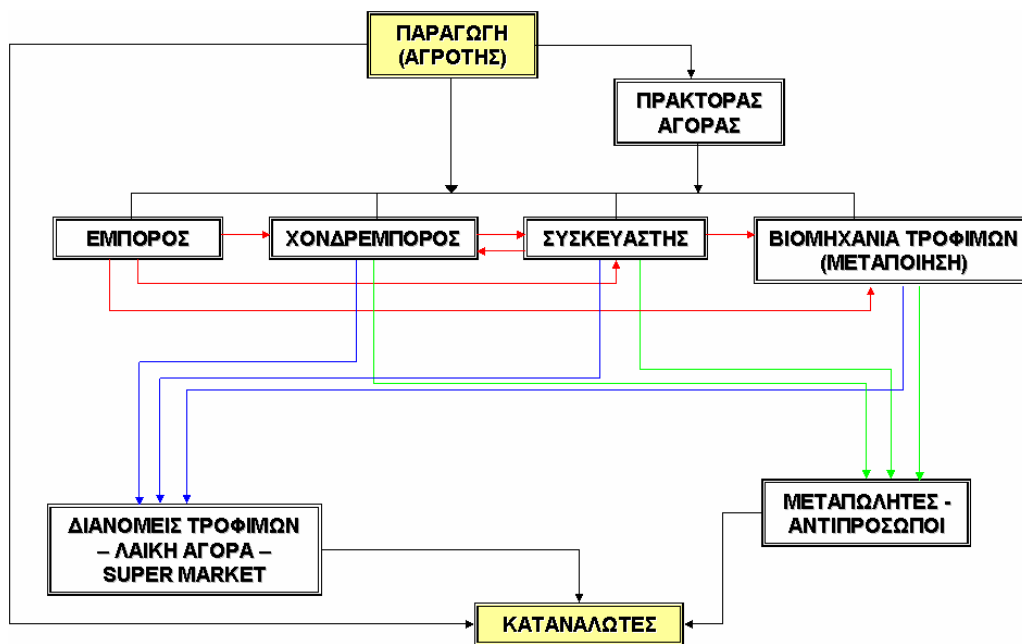 ΠΑΡΑΓΩΓΗ
(ΑΓΡΟΤΗΣ)
ΠΡΑΚΤΟΡΑΣ
ΑΓΟΡΑΣ
ΕΜΠΟΡΟΣ
ΧΟΝΔΡΕΜΠΟΡΟΣ
ΣΥΣΚΕΥΑΣΤΗΣ
ΒΙΟΜΗΧΑΝΙΑ ΤΡΟΦΙΜΩΝ
(ΜΕΤΑΠΟΙΗΣΗ)
ΔΙΑΝΟΜΕΙΣ ΤΡΟΦΙΜΩΝ
– ΛΑΙΚΗ ΑΓΟΡΑ –
SUPER MARKET
ΜΕΤΑΠΩΛΗΤΕΣ -
ΑΝΤΙΠΡΟΣΩΠΟΙ
ΚΑΤΑΝΑΛΩΤΕΣ